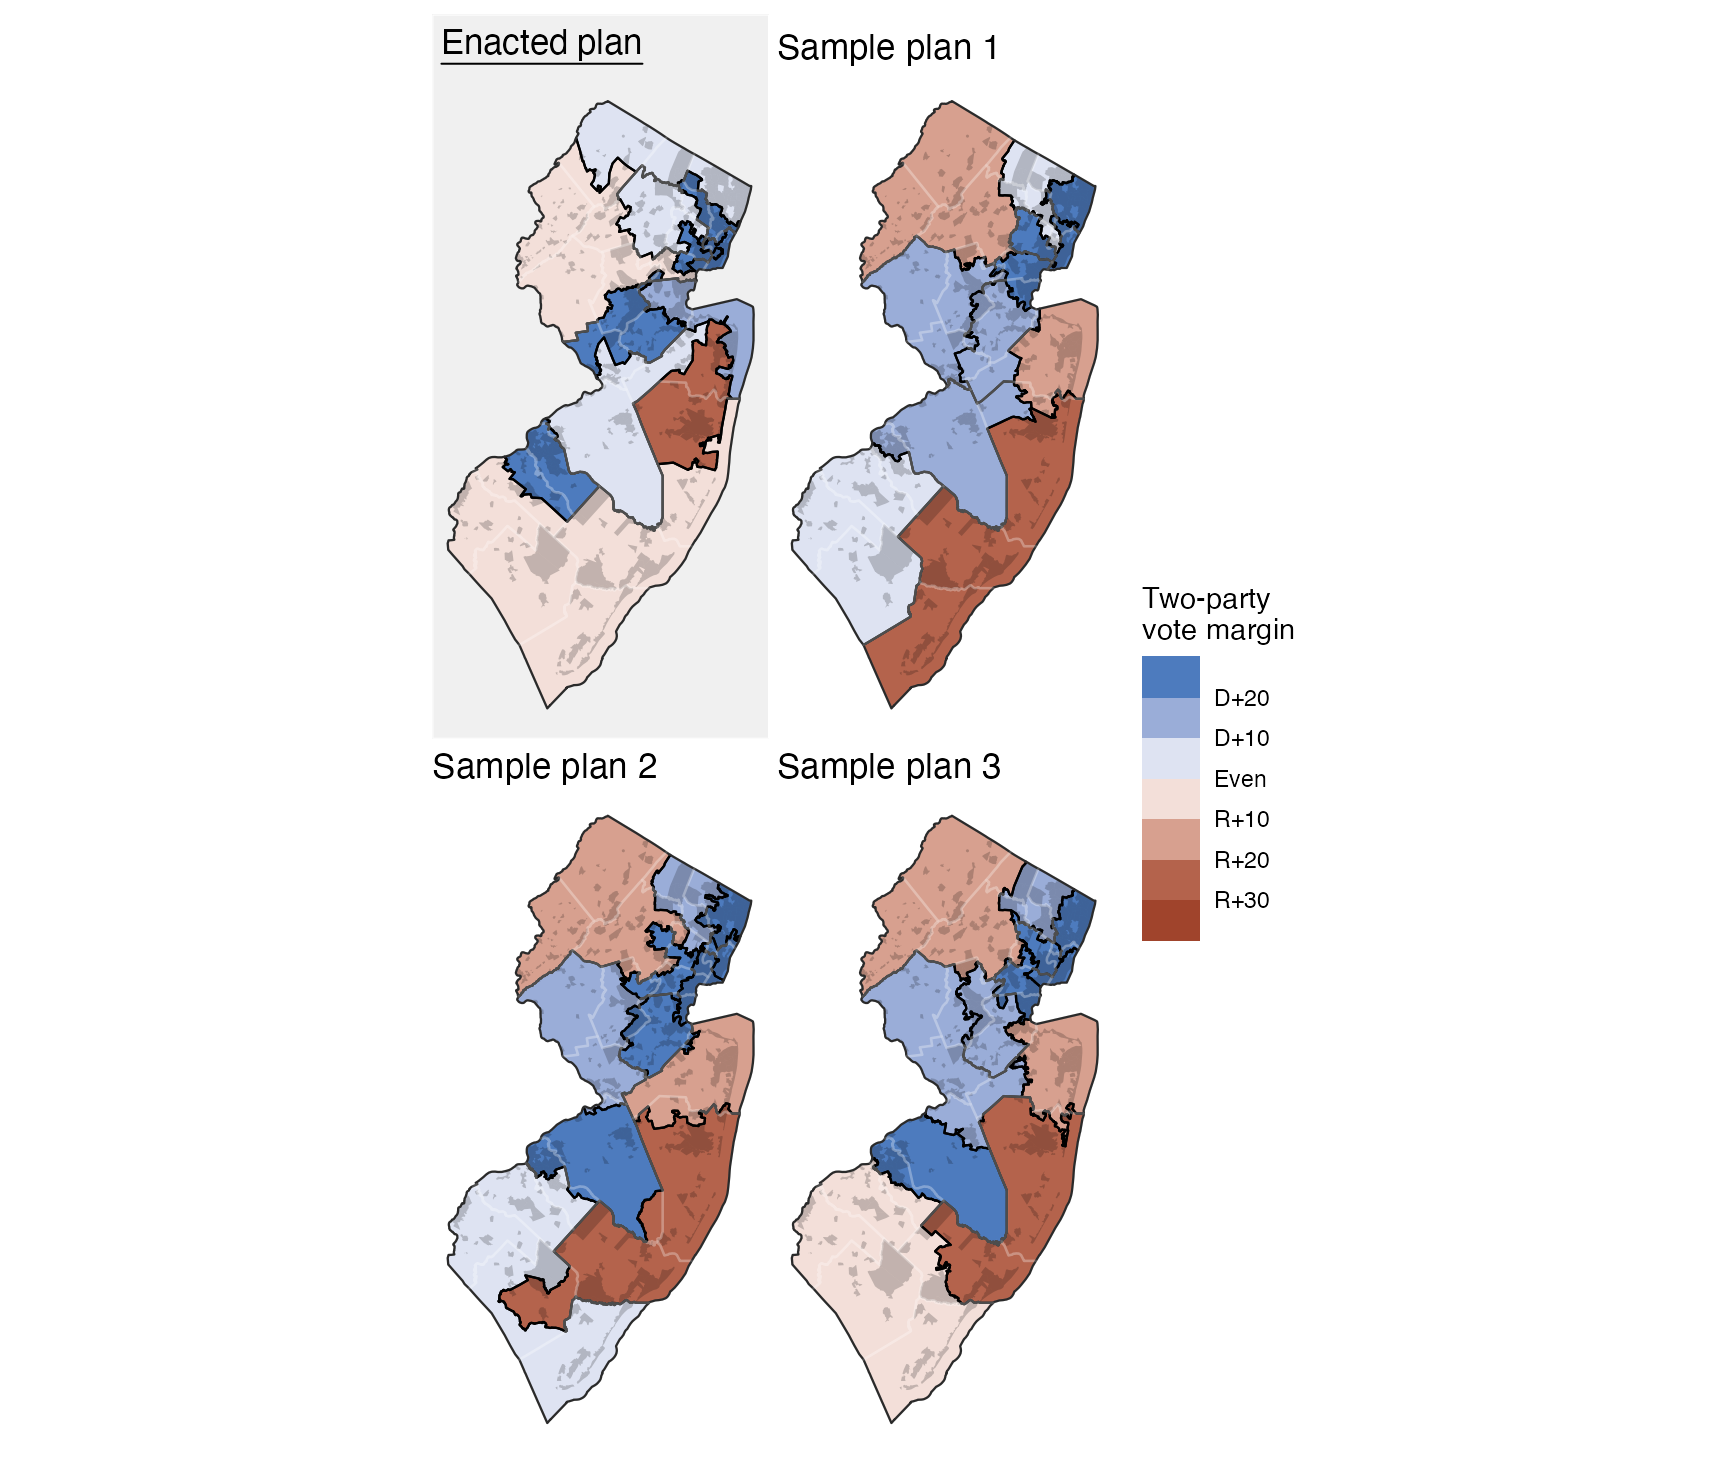 Enacted plan
Sample plan 1
Sample plan 2
Sample plan 3
Two-party
vote margin
D+20
D+10
Even
R+10
R+20
R+30